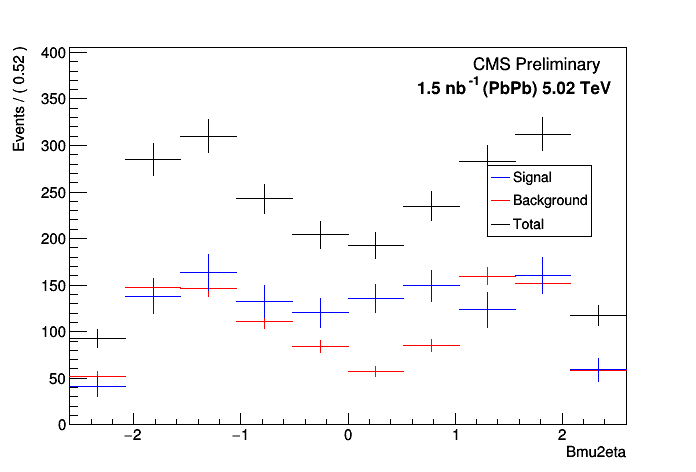 CMS Preliminary
1.5 nb-1 (PbPb) 5.02 TeV
Events / ( 0.52 )
400
350
300
250
200
150
100
50
0
Signal
Background
Total
−2
−1
0
1
2
Bmu2eta